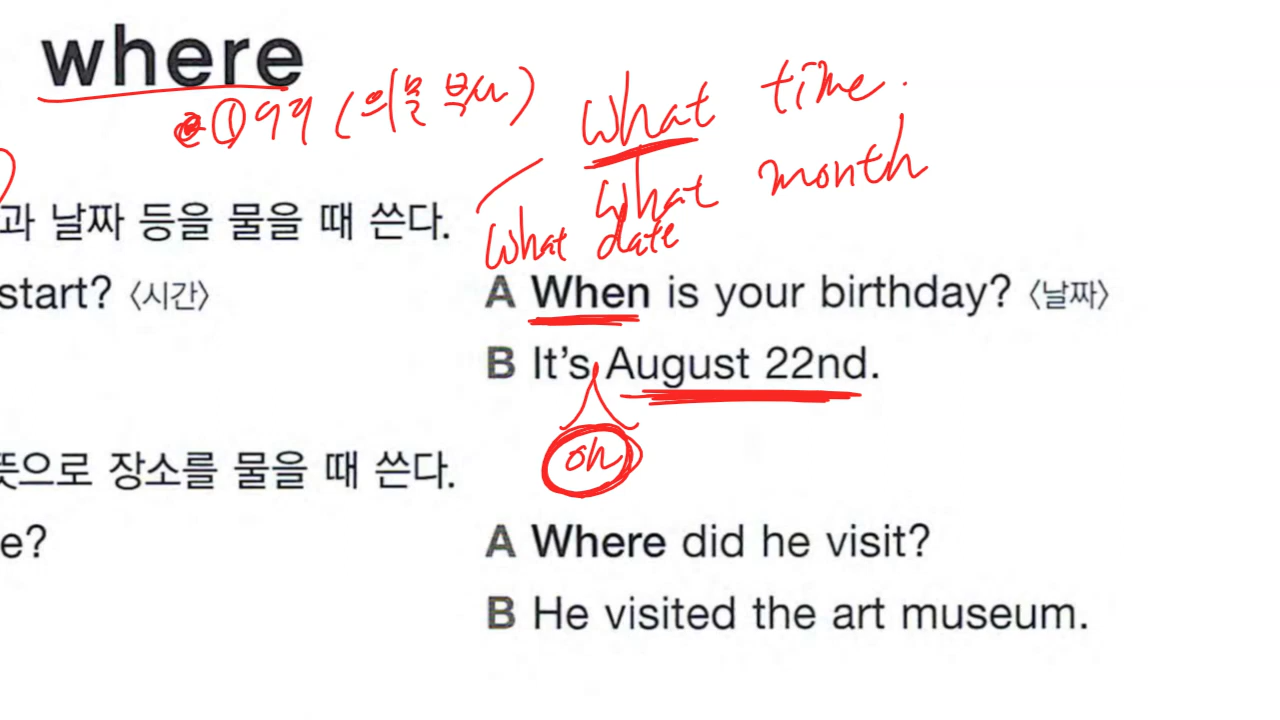 where
(의문 부사)
what time.
what month
what date
과 날짜 등을 물을 때 쓴다.
start? 〈시간〉
A When is your birthday? 〈날짜〉
B It's August 22nd.
on
뜻으로 장소를 물을 때 쓴다.
e?
A Where did he visit?
B He visited the art museum.